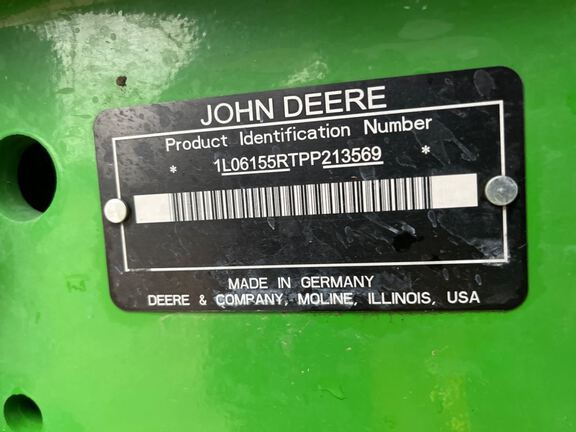 JOHN DEERE
Product Identification Number
* 1L06155RTPP213569 *
MADE IN GERMANY
DEERE & COMPANY, MOLINE, ILLINOIS, USA